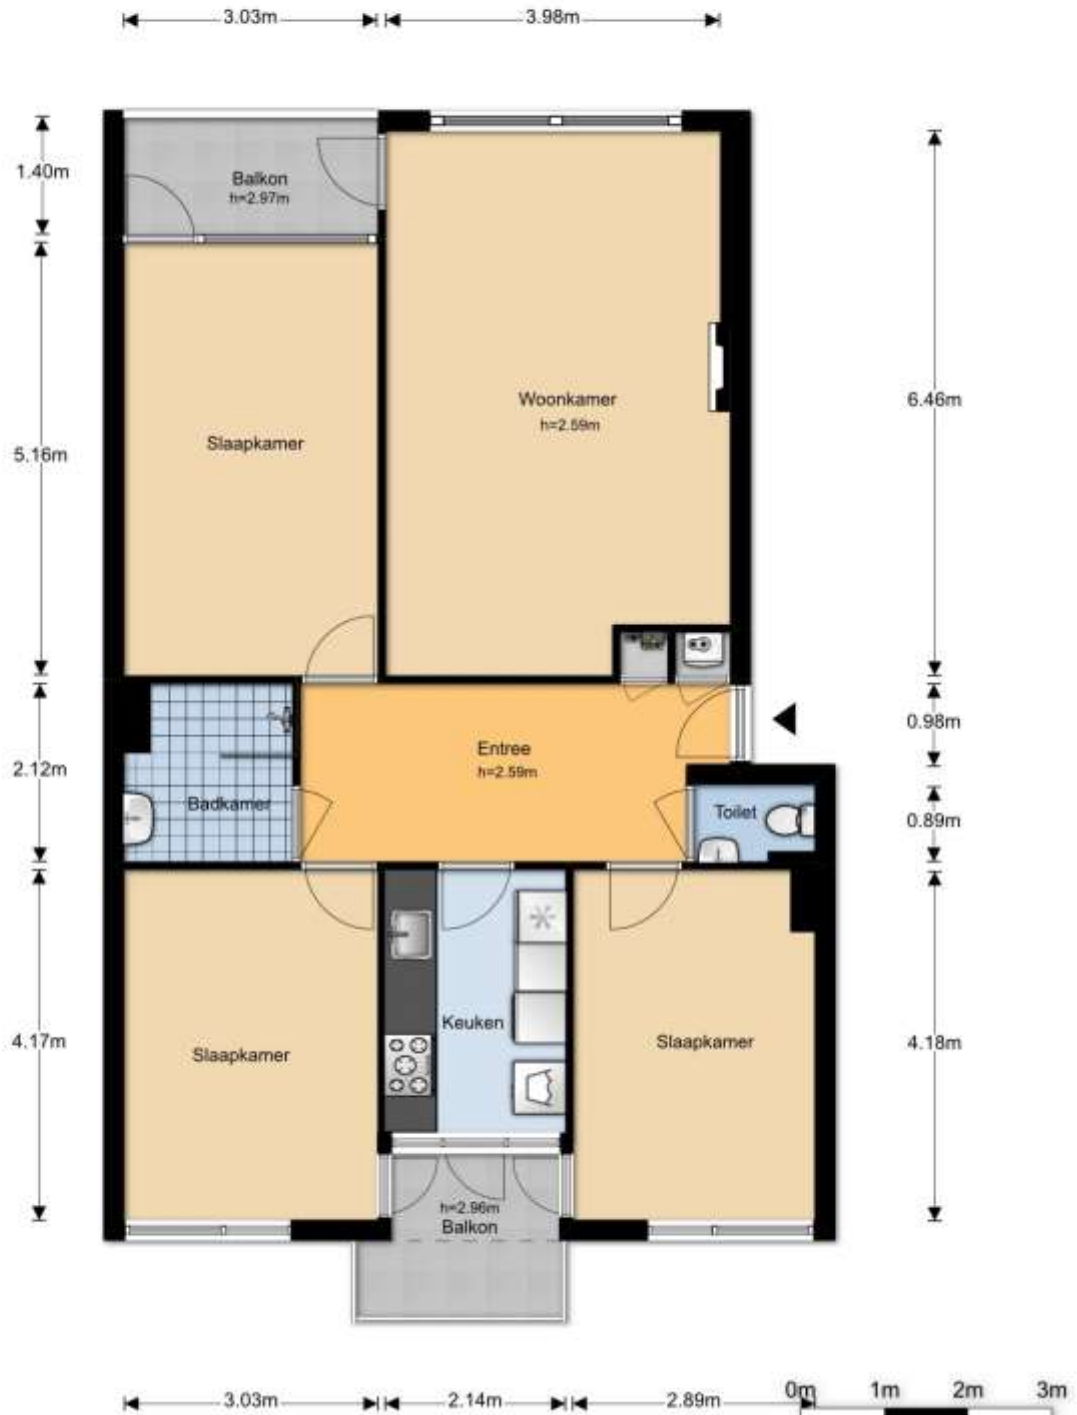 3.03m
3.98m
1.40m
Balkon
h=2.97m
Woonkamer
h=2.59m
6.46m
Slaapkamer
5.16m
0.98m
Entree
h=2.59m
2.12m
Badkamer
Toilet
0.89m
Keuken
4.17m
Slaapkamer
Slaapkamer
4.18m
h=2.96m
Balkon
3.03m
2.14m
2.89m
0m 1m 2m 3m